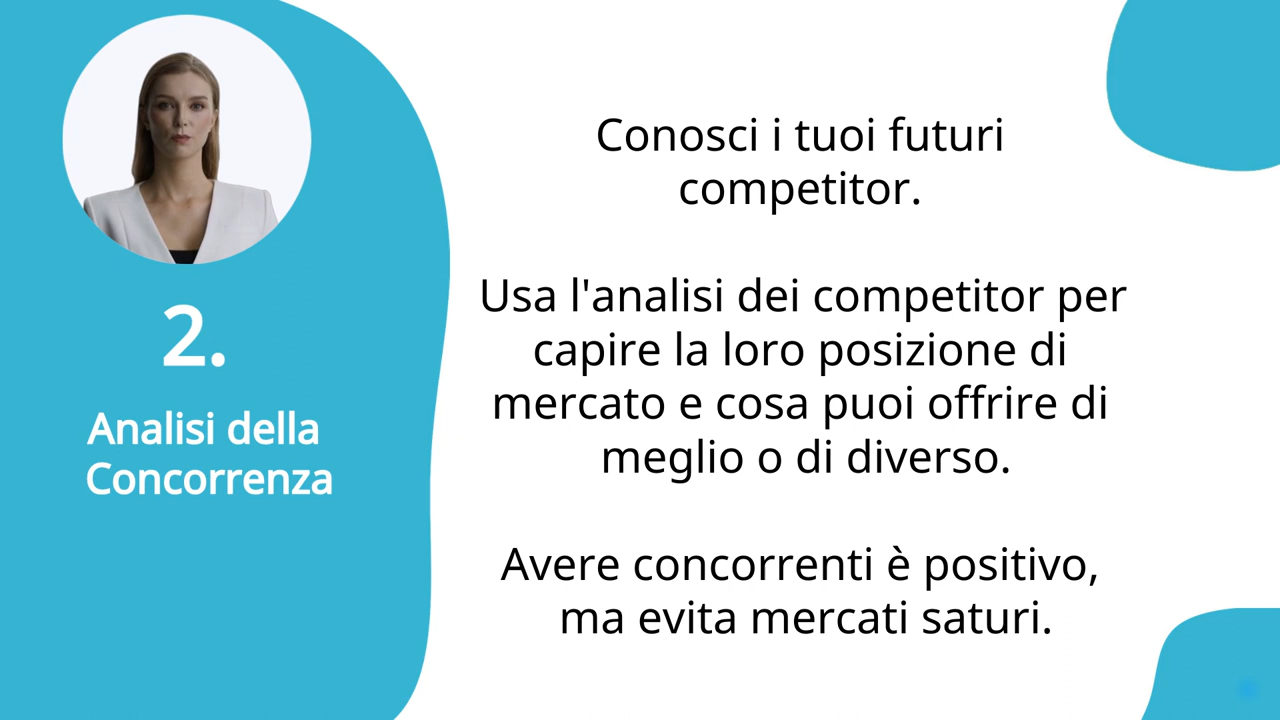 2.
Analisi della
Concorrenza
Conosci i tuoi futuri
competitor.
Usa l'analisi dei competitor per
capire la loro posizione di
mercato e cosa puoi offrire di
meglio o di diverso.
Avere concorrenti è positivo,
ma evita mercati saturi.